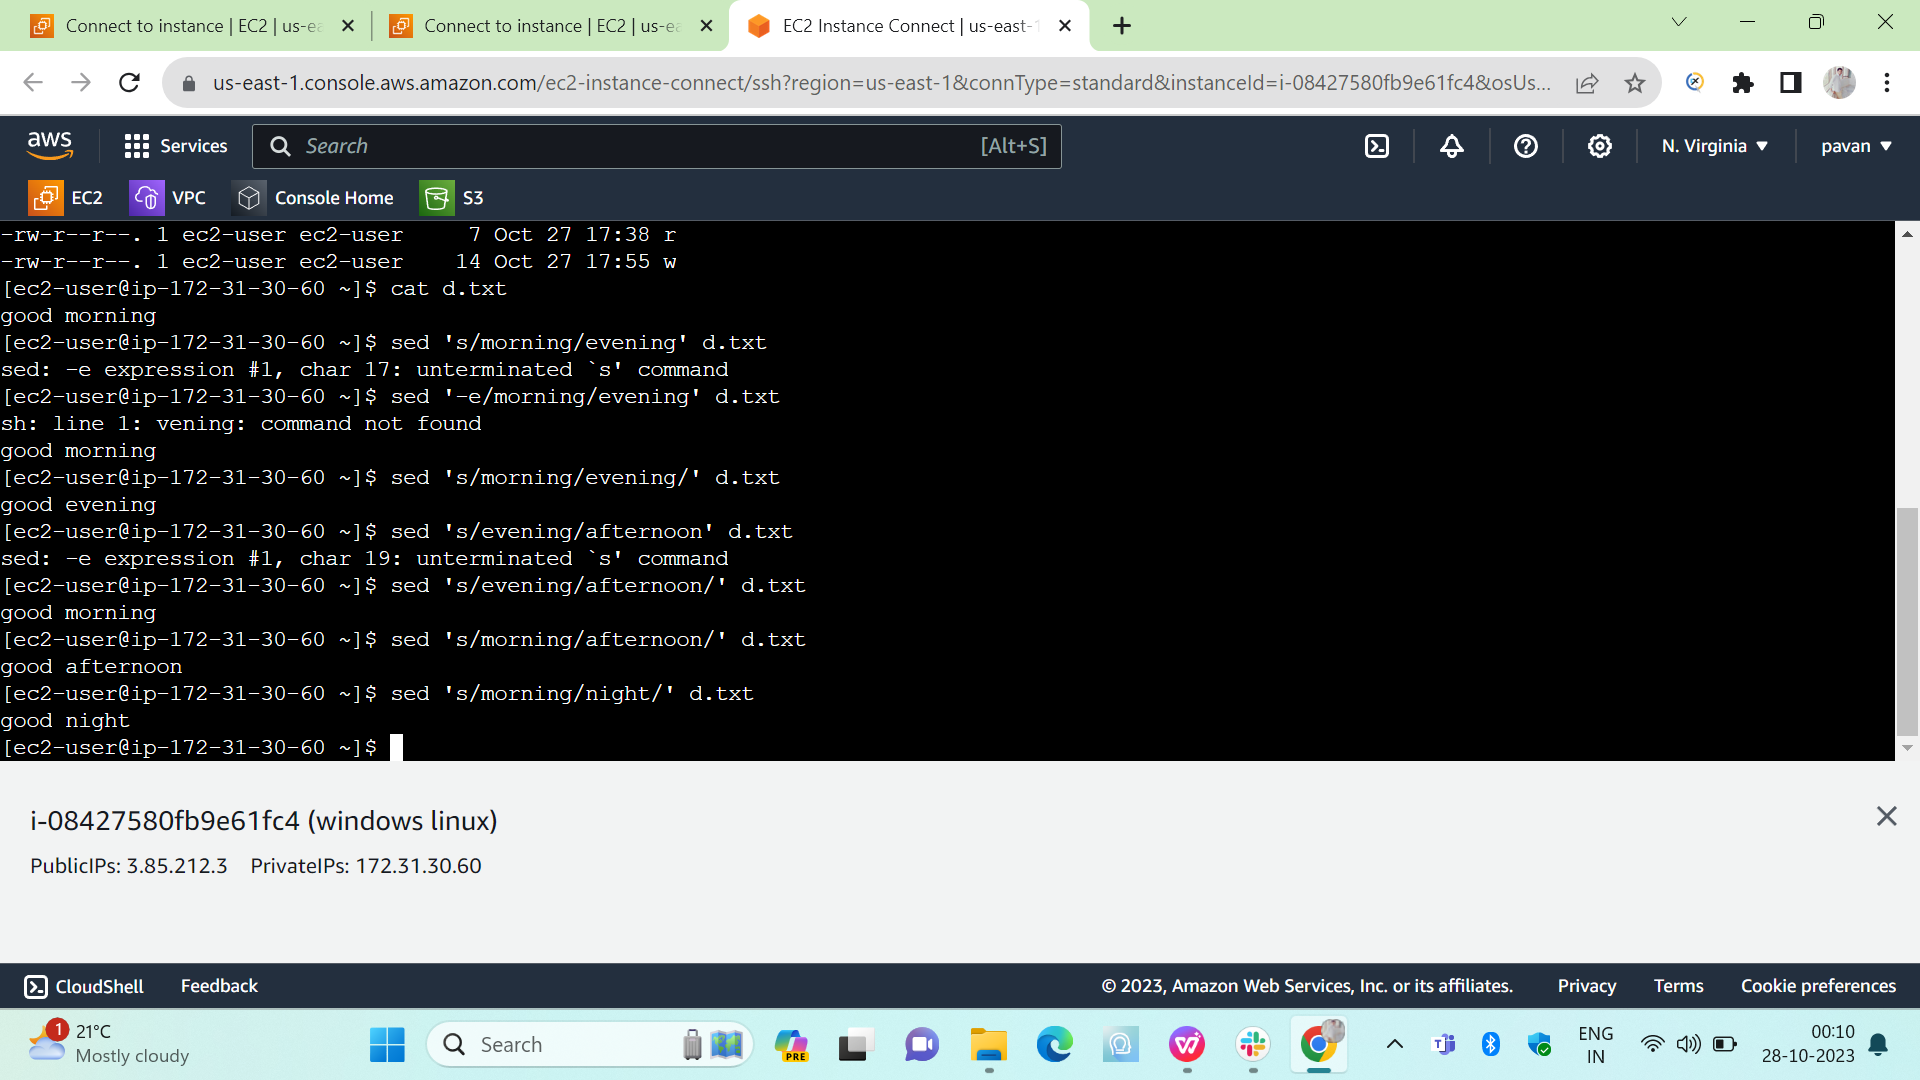 Connect to instance | EC2 | us-ea
Connect to instance | EC2 | us-ea
EC2 Instance Connect | us-east-1
us-east-1.console.aws.amazon.com/ec2-instance-connect/ssh?region=us-east-1&connType=standard&instanceId=i-08427580fb9e61fc4&osUs...
aws
Services
Search
[Alt+S]
N. Virginia
pavan
EC2
VPC
Console Home
S3
-rw-r--r--. 1 ec2-user ec2-user     7 Oct 27 17:38 r
-rw-r--r--. 1 ec2-user ec2-user    14 Oct 27 17:55 w
[ec2-user@ip-172-31-30-60 ~]$ cat d.txt
good morning
[ec2-user@ip-172-31-30-60 ~]$ sed 's/morning/evening' d.txt
sed: -e expression #1, char 17: unterminated `s' command
[ec2-user@ip-172-31-30-60 ~]$ sed '-e/morning/evening' d.txt
sh: line 1: vening: command not found
good morning
[ec2-user@ip-172-31-30-60 ~]$ sed 's/morning/evening/' d.txt
good evening
[ec2-user@ip-172-31-30-60 ~]$ sed 's/evening/afternoon' d.txt
sed: -e expression #1, char 19: unterminated `s' command
[ec2-user@ip-172-31-30-60 ~]$ sed 's/evening/afternoon/' d.txt
good morning
[ec2-user@ip-172-31-30-60 ~]$ sed 's/morning/afternoon/' d.txt
good afternoon
[ec2-user@ip-172-31-30-60 ~]$ sed 's/morning/night/' d.txt
good night
[ec2-user@ip-172-31-30-60 ~]$
i-08427580fb9e61fc4 (windows linux)
PublicIPs: 3.85.212.3    PrivateIPs: 172.31.30.60
CloudShell
Feedback
© 2023, Amazon Web Services, Inc. or its affiliates.
Privacy
Terms
Cookie preferences
1
21°C
Mostly cloudy
Search
PRE
ENG
IN
00:10
28-10-2023